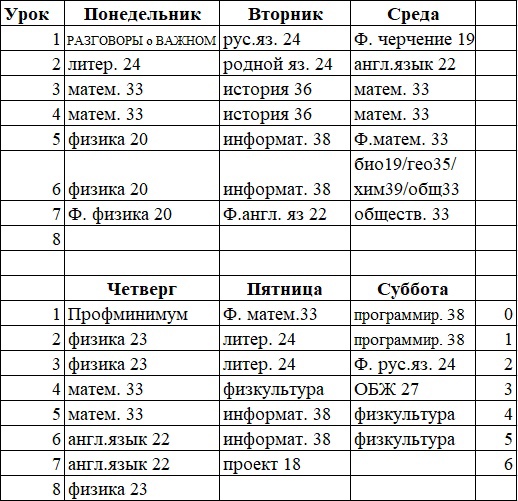 Урок Понедельник Вторник Среда
1 РАЗГОВОРЫ о ВАЖНОМ рус.яз. 24 Ф. черчение 19
2 литер. 24 родной яз. 24 англ.язык 22
3 матем. 33 история 36 матем. 33
4 матем. 33 история 36 матем. 33
5 физика 20 информат. 38 Ф.матем. 33
био19/гео35/
6 физика 20 информат. 38 хим39/общ33
7 Ф. физика 20 Ф.англ. яз 22 обществ. 33
8
Четверг Пятница Суббота
1 Профминимум Ф. матем.33 программир. 38 0
2 физика 23 литер. 24 программир. 38 1
3 физика 23 литер. 24 Ф. рус.яз. 24 2
4 матем. 33 физкультура ОБЖ 27 3
5 матем. 33 информат. 38 физкультура 4
6 англ.язык 22 информат. 38 физкультура 5
7 англ.язык 22 проект 18 6
8 физика 23